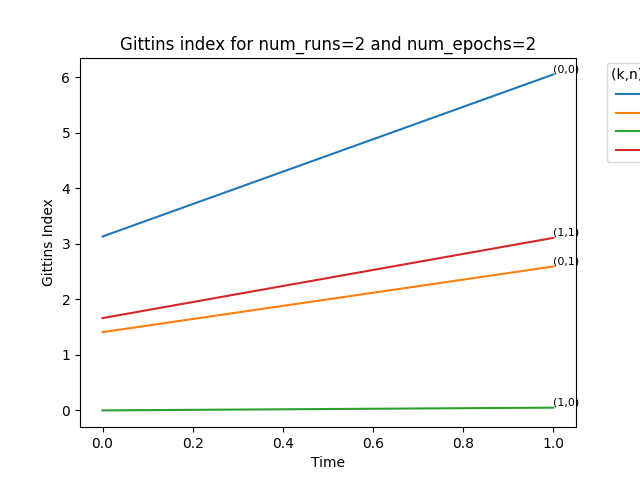 Gittins index for num_runs=2 and num_epochs=2
(k,n)
(0,0)
(1,1)
(0,1)
(1,0)
6
5
4
3
2
1
0
Gittins Index
0.0 0.2 0.4 0.6 0.8 1.0
Time